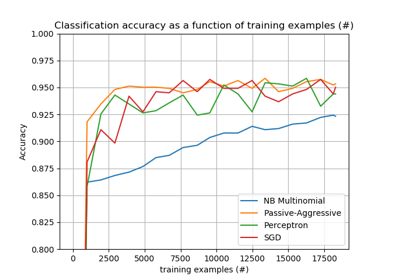 Classification accuracy as a function of training examples (#)
1.000
0.975
0.950
0.925
0.900
0.875
0.850
0.825
0.800
Accuracy
NB Multinomial
Passive-Aggressive
Perceptron
SGD
0 2500 5000 7500 10000 12500 15000 17500
training examples (#)